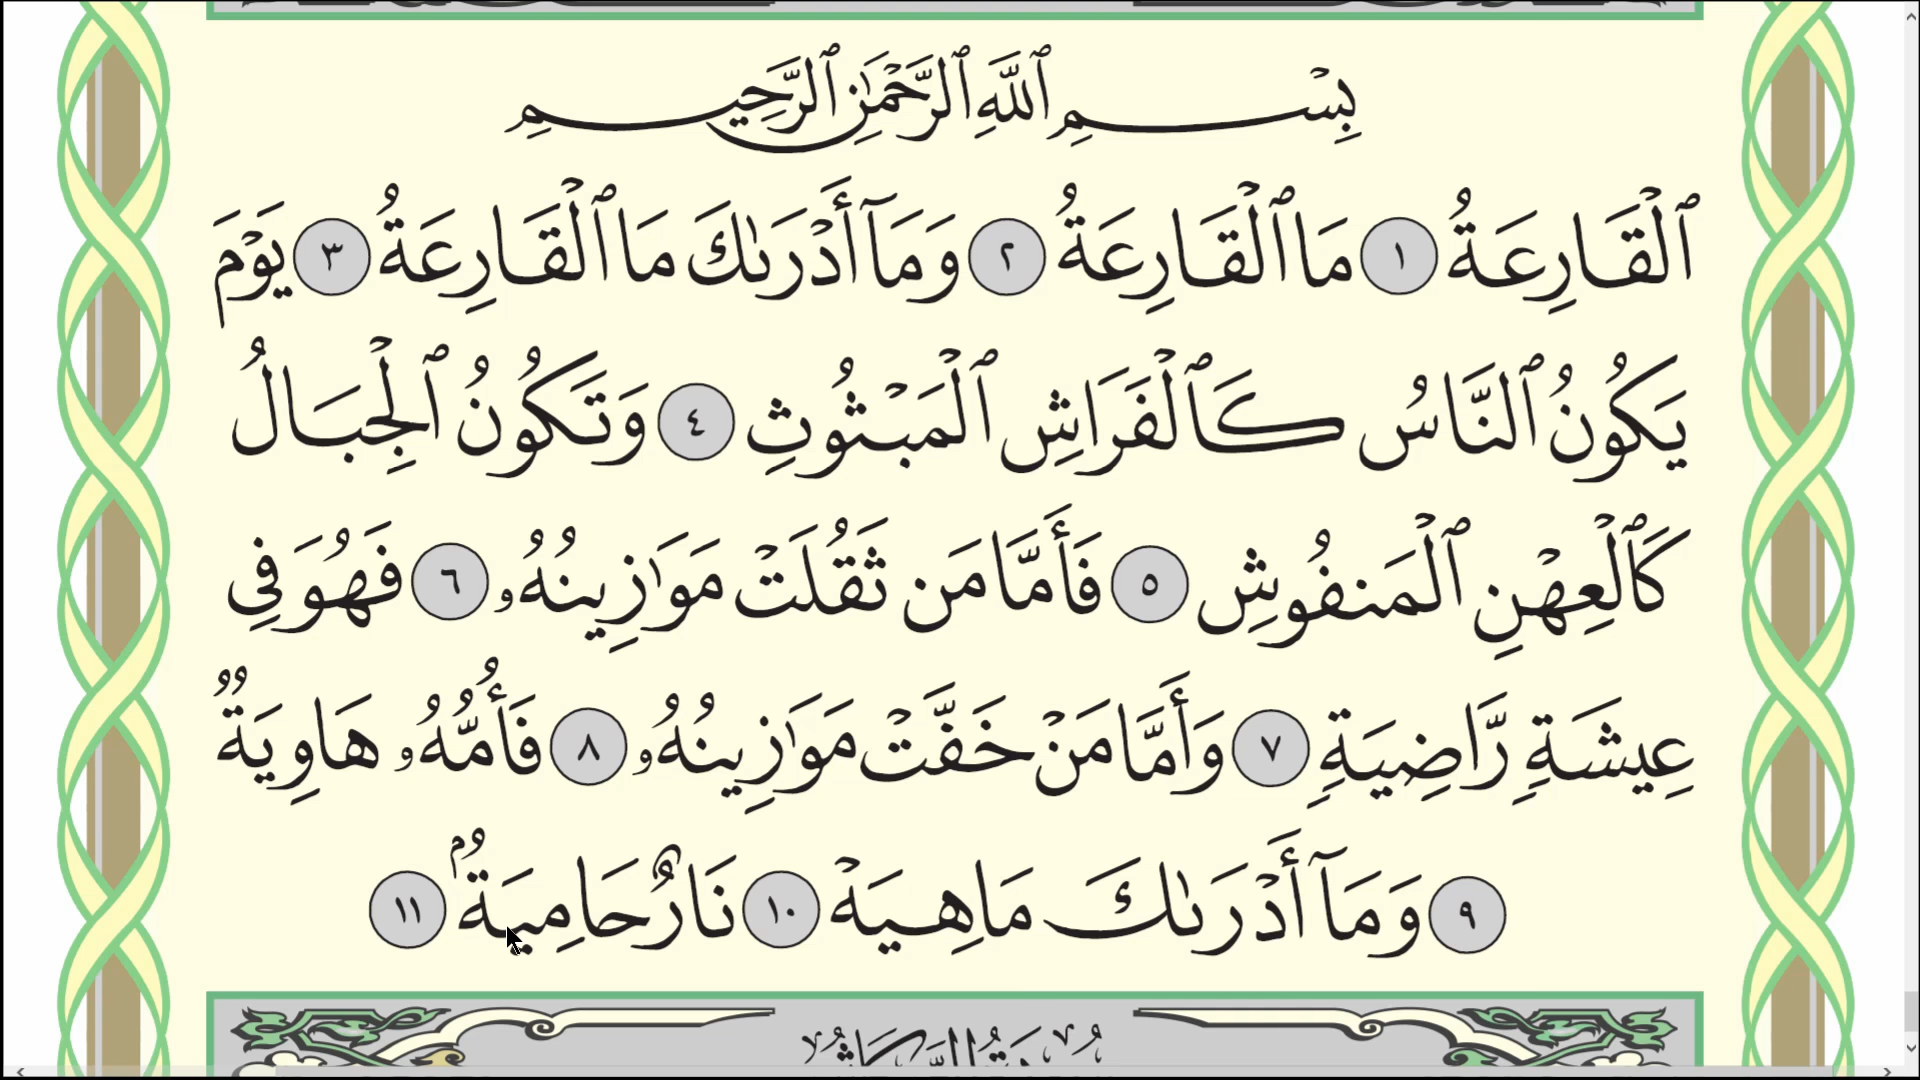 بِسْمِ ٱللَّهِ ٱلرَّحْمَٰنِ ٱلرَّحِيمِ
ٱلْقَارِعَةُ ١ مَا ٱلْقَارِعَةُ ٢ وَمَآ أَدْرَىٰكَ مَا ٱلْقَارِعَةُ ٣ يَوْمَ
يَكُونُ ٱلنَّاسُ كَٱلْفَرَاشِ ٱلْمَبْثُوثِ ٤ وَتَكُونُ ٱلْجِبَالُ
كَٱلْعِهْنِ ٱلْمَنفُوشِ ٥ فَأَمَّا مَن ثَقُلَتْ مَوَٰزِينُهُۥ ٦ فَهُوَ فِى
عِيشَةٍ رَّاضِيَةٍ ٧ وَأَمَّا مَنْ خَفَّتْ مَوَٰزِينُهُۥ ٨ فَأُمُّهُۥ هَاوِيَةٌ
٩ وَمَآ أَدْرَىٰكَ مَا هِيَهْ ١٠ نَارٌ حَامِيَةٌۢ ١١